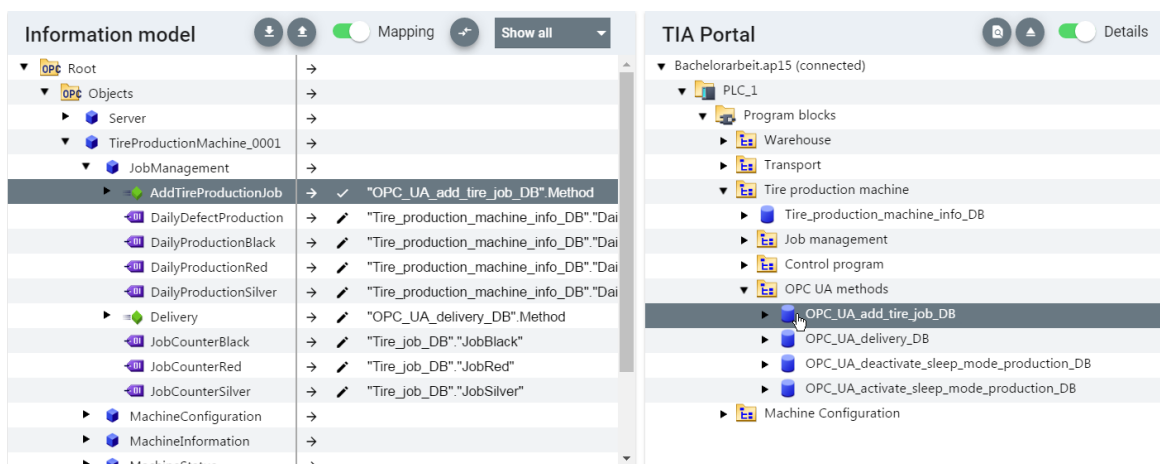 Information model
Mapping
Show all
OPC Root
OPC Objects
Server
TireProductionMachine_0001
JobManagement
AddTireProductionJob "OPC_UA_add_tire_job_DB".Method
DailyDefectProduction "Tire_production_machine_info_DB"."Dai
DailyProductionBlack "Tire_production_machine_info_DB"."Dai
DailyProductionRed "Tire_production_machine_info_DB"."Dai
DailyProductionSilver "Tire_production_machine_info_DB"."Dai
Delivery "OPC_UA_delivery_DB".Method
JobCounterBlack "Tire_job_DB"."JobBlack"
JobCounterRed "Tire_job_DB"."JobRed"
JobCounterSilver "Tire_job_DB"."JobSilver"
MachineConfiguration
MachineInformation
MachineStatus
TIA Portal
Details
Bachelorarbeit.ap15 (connected)
PLC_1
Program blocks
Warehouse
Transport
Tire production machine
Tire_production_machine_info_DB
Job management
Control program
OPC UA methods
OPC_UA_add_tire_job_DB
OPC_UA_delivery_DB
OPC_UA_deactivate_sleep_mode_production_DB
OPC_UA_activate_sleep_mode_production_DB
Machine Configuration